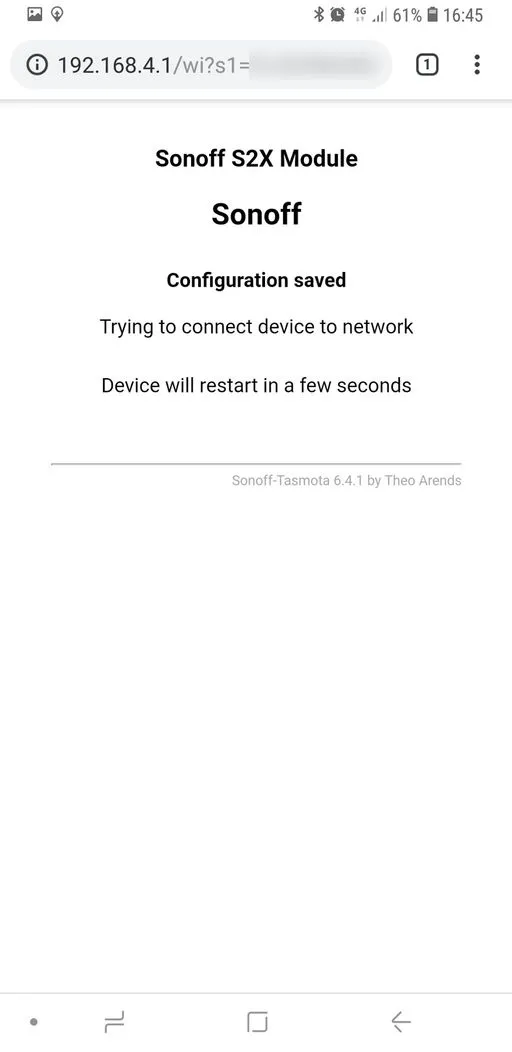 4G 61% 16:45
192.168.4.1/wi?s1= 1
Sonoff S2X Module
Sonoff
Configuration saved
Trying to connect device to network
Device will restart in a few seconds
Sonoff-Tasmota 6.4.1 by Theo Arends